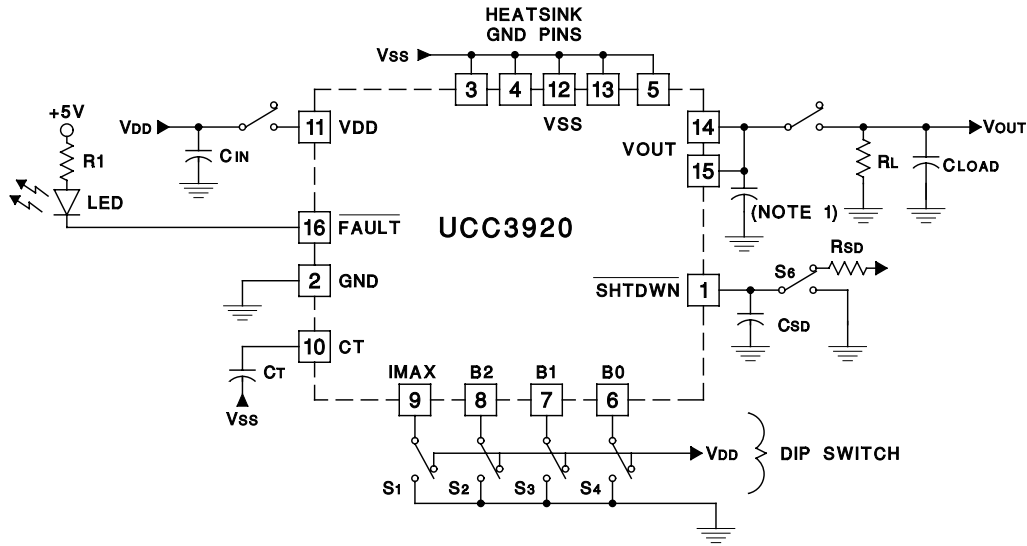 HEATSINK
GND PINS
VSS
3 4 12 13 5
VSS
+5V
R1
LED
VDD
CIN
11 VDD
16 FAULT
2 GND
10 CT
CT
VSS
UCC3920
14
VOUT
15
VOUT
RL
CLOAD
(NOTE 1)
SHTDWN 1
S6
RSD
CSD
IMAX B2 B1 B0
9 8 7 6
S1 S2 S3 S4
VDD
DIP SWITCH